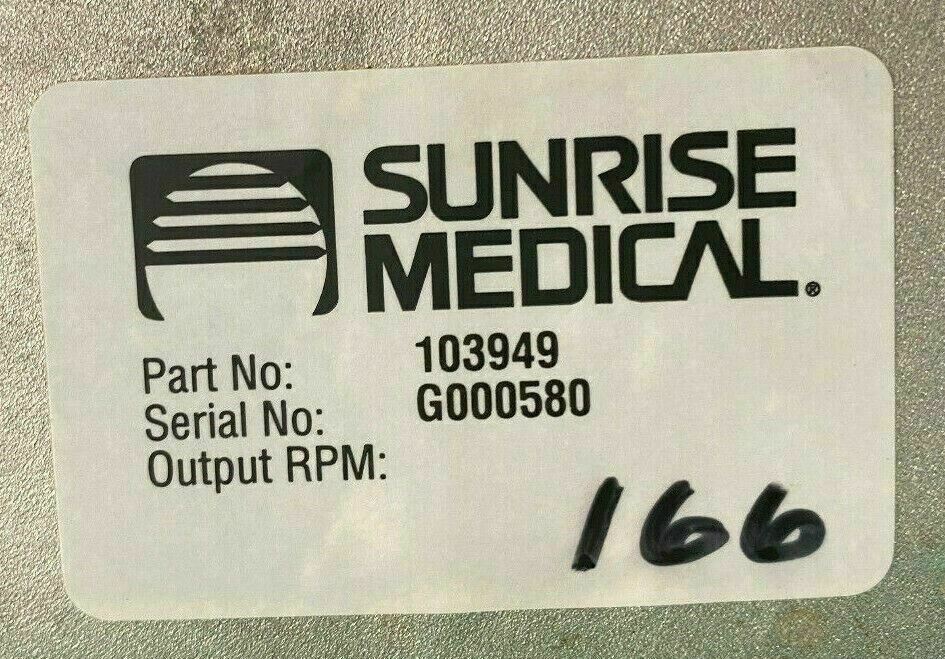 SUNRISE
MEDICAL®
Part No: 103949
Serial No: G000580
Output RPM:
166